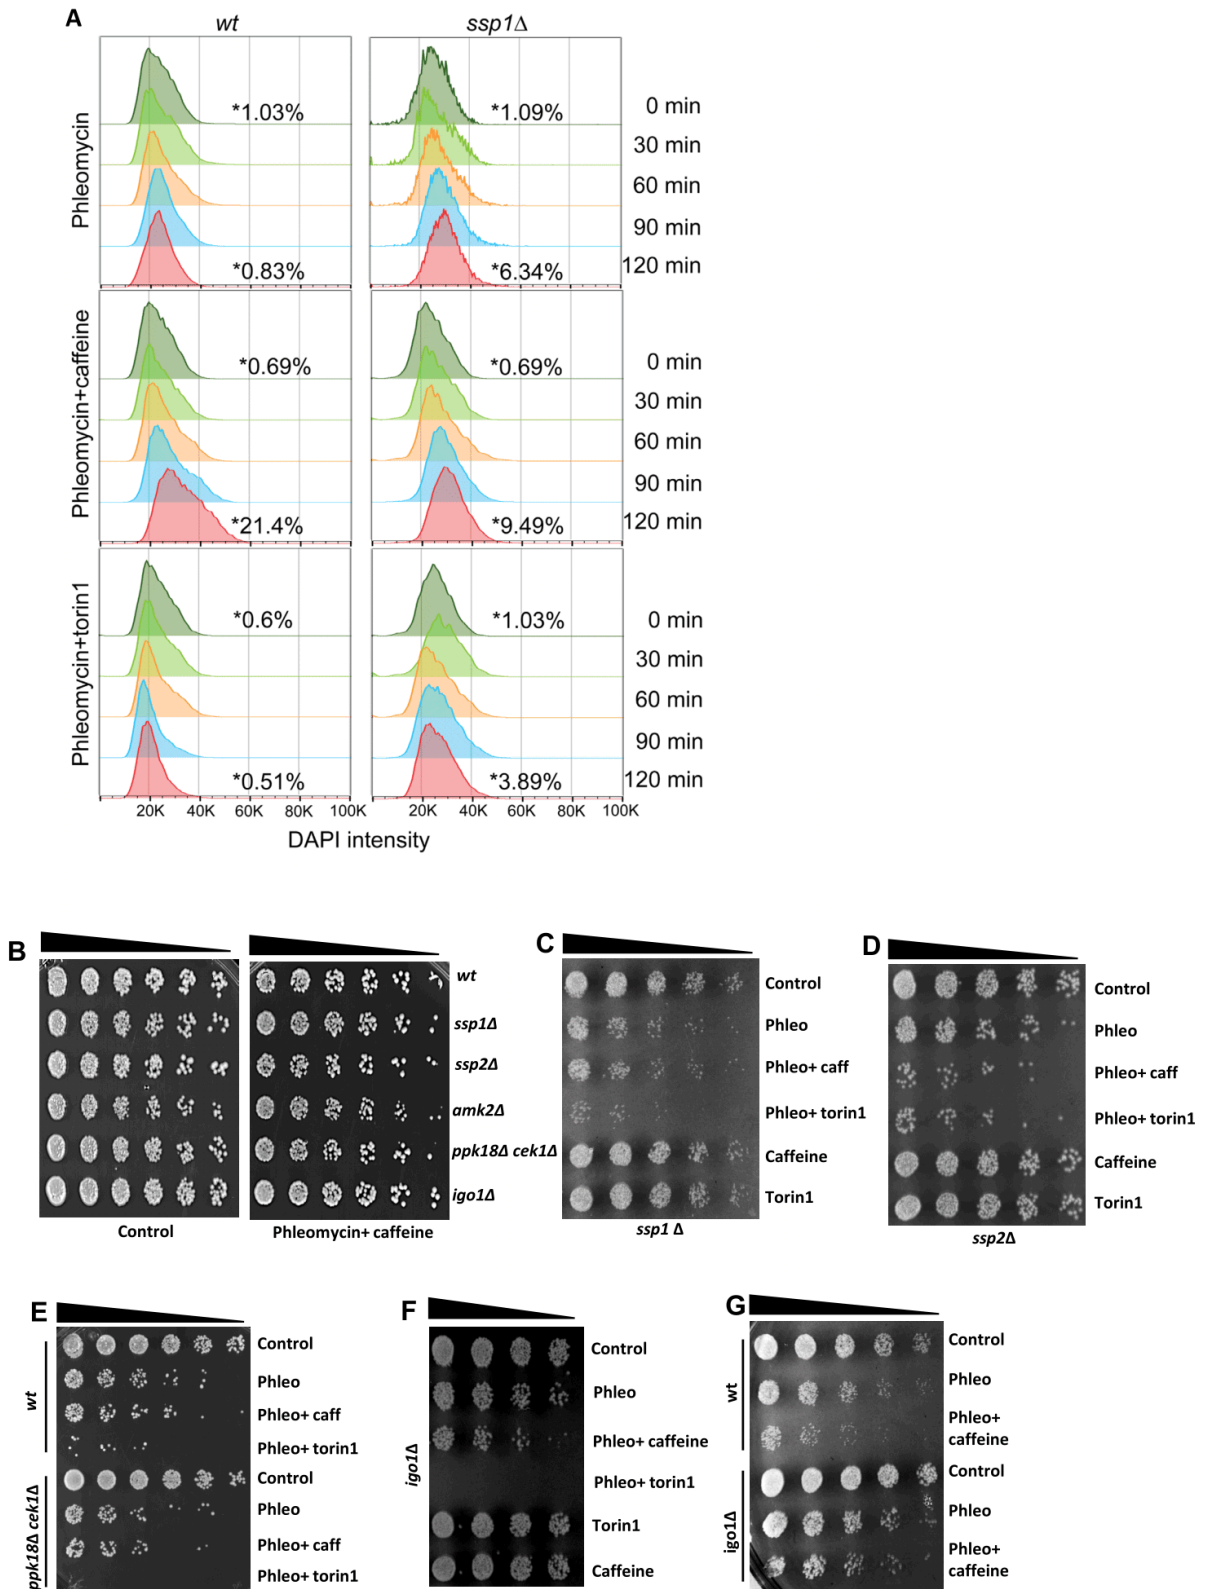 A
wt
ssp1Δ
Phleomycin
*1.03%
*1.09%
0 min
30 min
60 min
90 min
120 min
*0.83%
*6.34%
Phleomycin+caffeine
*0.69%
*0.69%
0 min
30 min
60 min
90 min
120 min
*21.4%
*9.49%
Phleomycin+torin1
*0.6%
*1.03%
0 min
30 min
60 min
90 min
120 min
*0.51%
*3.89%
20K 40K 60K 80K 100K
20K 40K 60K 80K 100K
DAPI intensity
B
wt
ssp1Δ
ssp2Δ
amk2Δ
ppk18Δ cek1Δ
igo1Δ
Control
Phleomycin+ caffeine
C
Control
Phleo
Phleo+ caff
Phleo+ torin1
Caffeine
Torin1
ssp1 Δ
D
Control
Phleo
Phleo+ caff
Phleo+ torin1
Caffeine
Torin1
ssp2Δ
E
wt
Control
Phleo
Phleo+ caff
Phleo+ torin1
ppk18Δ cek1Δ
Control
Phleo
Phleo+ caff
Phleo+ torin1
F
igo1Δ
Control
Phleo
Phleo+ caffeine
Phleo+ torin1
Torin1
Caffeine
G
wt
Control
Phleo
Phleo+
caffeine
igo1Δ
Control
Phleo
Phleo+
caffeine